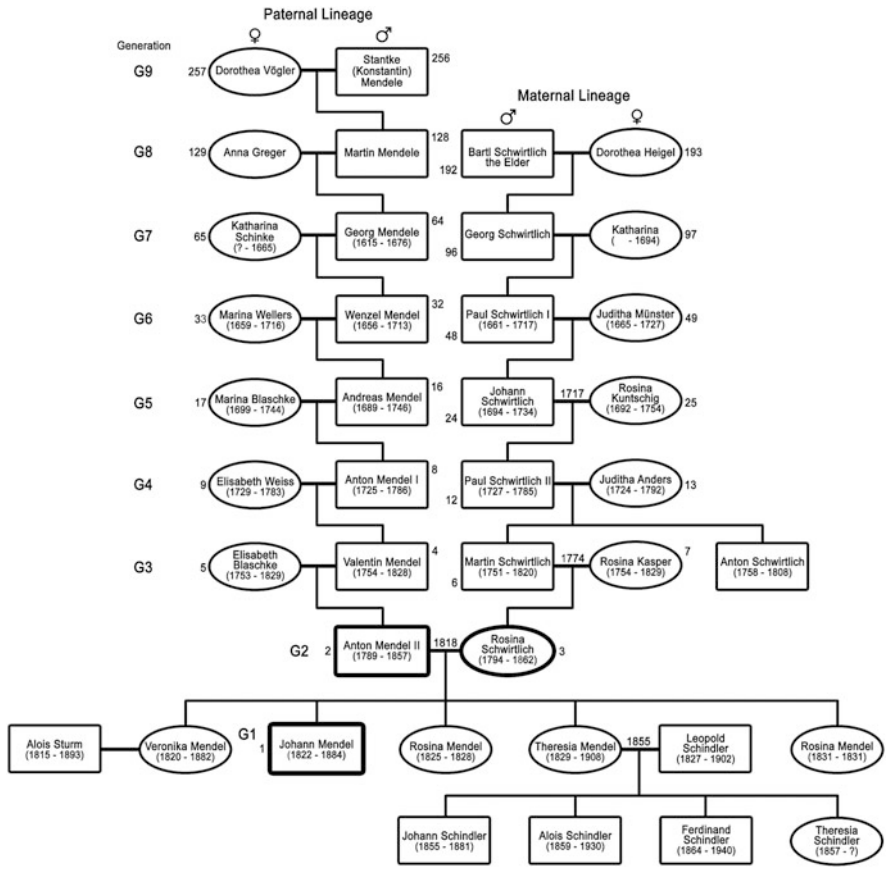 Paternal Lineage
♀ ♂
Generation
G9
257
Dorothea Vögler
Stantke
(Konstantin)
Mendele
256
Maternal Lineage
♂ ♀
G8
129
Anna Greger
Martin Mendele
128
192
Bartl Schwirtlich
the Elder
Dorothea Heigel
193
G7
65
Katharina
Schinke
(? - 1665)
Georg Mendele
(1615 - 1676)
64
96
Georg Schwirtlich
Katharina
( - 1694)
97
G6
33
Marina Wellers
(1659 - 1716)
Wenzel Mendel
(1656 - 1713)
32
48
Paul Schwirtlich I
(1661 - 1717)
Juditha Münster
(1665 - 1727)
49
G5
17
Marina Blaschke
(1699 - 1744)
Andreas Mendel
(1689 - 1746)
16
24
Johann
Schwirtlich
(1694 - 1734)
1717
Rosina
Kuntschig
(1692 - 1754)
25
G4
9
Elisabeth Weiss
(1729 - 1783)
Anton Mendel I
(1725 - 1786)
8
12
Paul Schwirtlich II
(1727 - 1785)
Juditha Anders
(1724 - 1792)
13
G3
5
Elisabeth
Blaschke
(1753 - 1829)
Valentin Mendel
(1754 - 1828)
4
6
Martin Schwirtlich
(1751 - 1820)
1774
Rosina Kasper
(1754 - 1829)
7
Anton Schwirtlich
(1758 - 1808)
G2
2
Anton Mendel II
(1789 - 1857)
1818
Rosina
Schwirtlich
(1794 - 1862)
3
Alois Sturm
(1815 - 1893)
Veronika Mendel
(1820 - 1882)
G1
1
Johann Mendel
(1822 - 1884)
Rosina Mendel
(1825 - 1828)
Theresia Mendel
(1829 - 1908)
1855
Leopold
Schindler
(1827 - 1902)
Rosina Mendel
(1831 - 1831)
Johann Schindler
(1855 - 1881)
Alois Schindler
(1859 - 1930)
Ferdinand
Schindler
(1864 - 1940)
Theresia
Schindler
(1857 - ?)